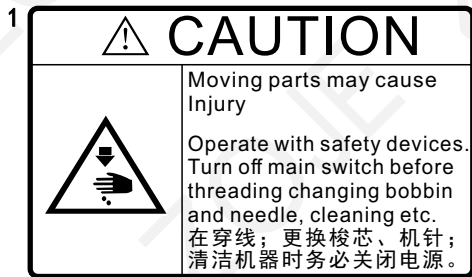 1
⚠ CAUTION
Moving parts may cause
Injury
Operate with safety devices.
Turn off main switch before
threading changing bobbin
and needle, cleaning etc.
在穿线；更换梭芯、机针；
清洁机器时务必关闭电源。